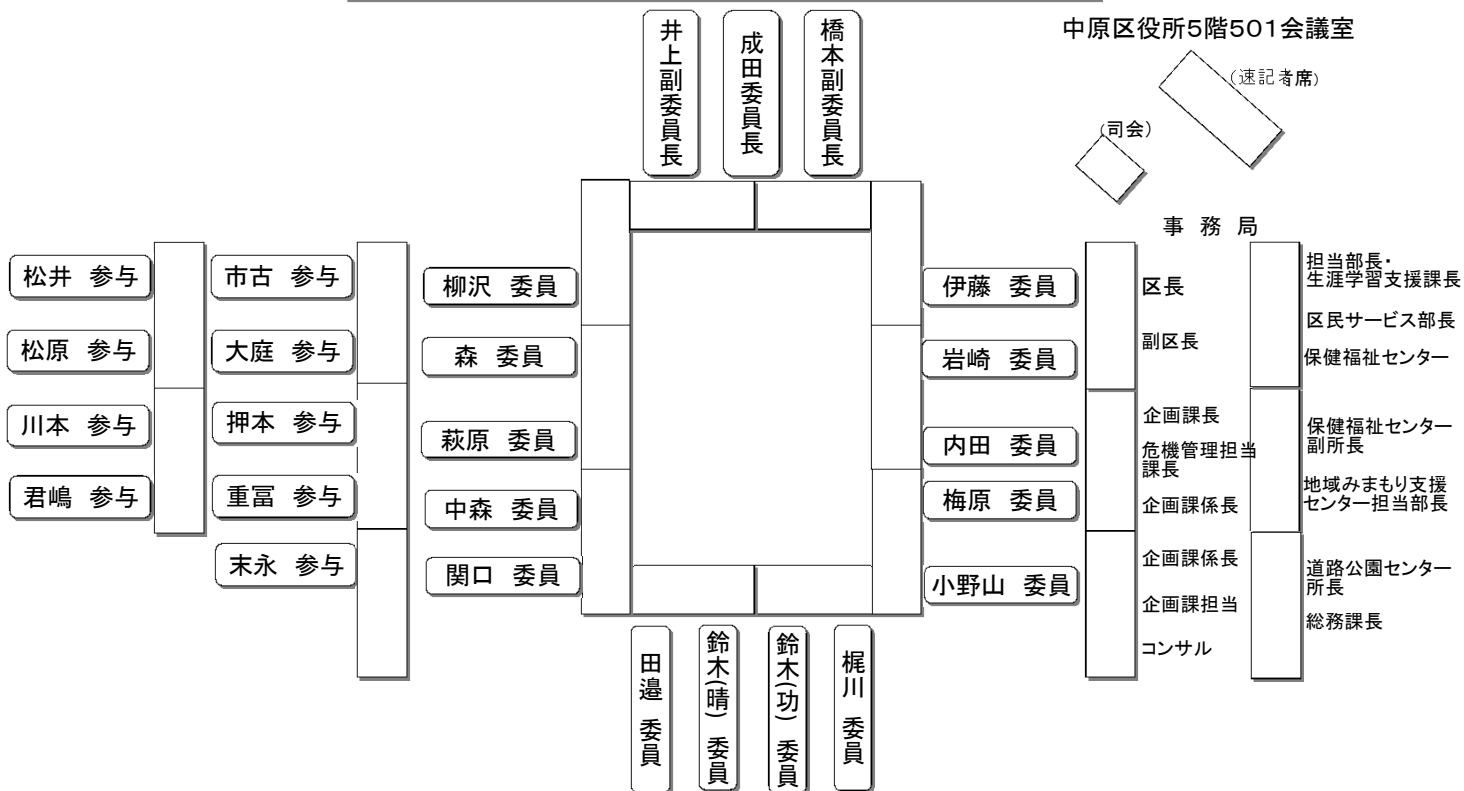 井上副委員長
成田委員長
橋本副委員長
中原区役所5階501会議室
(速記者席)
(司会)
事 務 局
松井 参与
松原 参与
川本 参与
君嶋 参与
市古 参与
大庭 参与
押本 参与
重冨 参与
末永 参与
柳沢 委員
森 委員
萩原 委員
中森 委員
関口 委員
伊藤 委員
岩崎 委員
内田 委員
梅原 委員
小野山 委員
田邉 委員
鈴木(晴) 委員
鈴木(功) 委員
梶川 委員
区長
副区長
企画課長
危機管理担当
課長
企画課係長
企画課係長
企画課担当
コンサル
担当部長・
生涯学習支援課長
区民サービス部長
保健福祉センター
保健福祉センター
副所長
地域みまもり支援
センター担当部長
道路公園センター
所長
総務課長